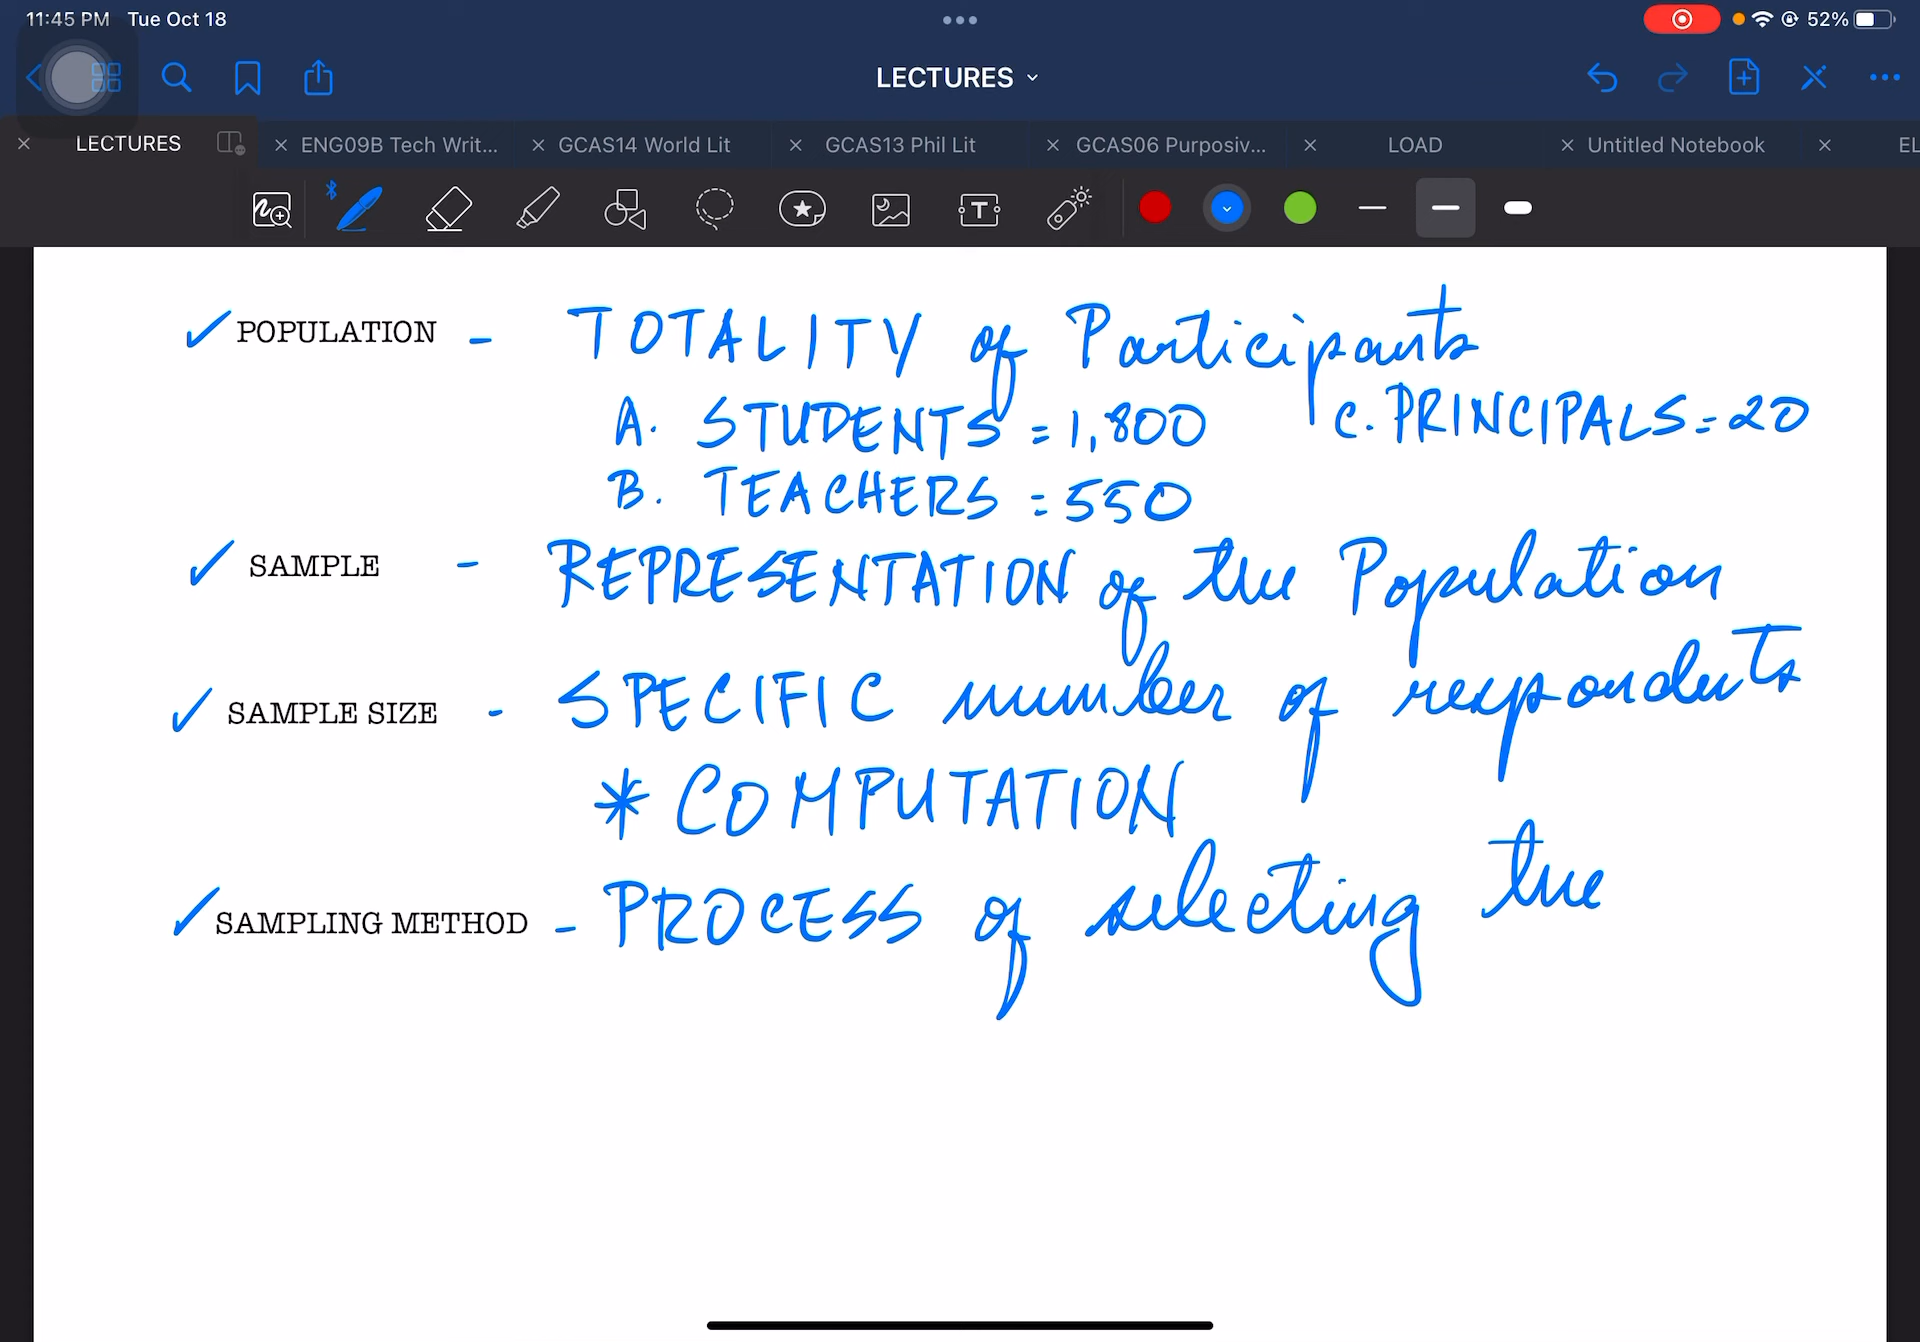 11:45 PM Tue Oct 18 52%
LECTURES
LECTURES ENG09B Tech Writ... GCAS14 World Lit GCAS13 Phil Lit GCAS06 Purposiv... LOAD Untitled Notebook EL
POPULATION - TOTALITY of Participants
A. STUDENTS = 1,800 C. PRINCIPALS = 20
B. TEACHERS = 550
SAMPLE - REPRESENTATION of the Population
SAMPLE SIZE - SPECIFIC number of respondents
* COMPUTATION
SAMPLING METHOD - PROCESS of selecting the